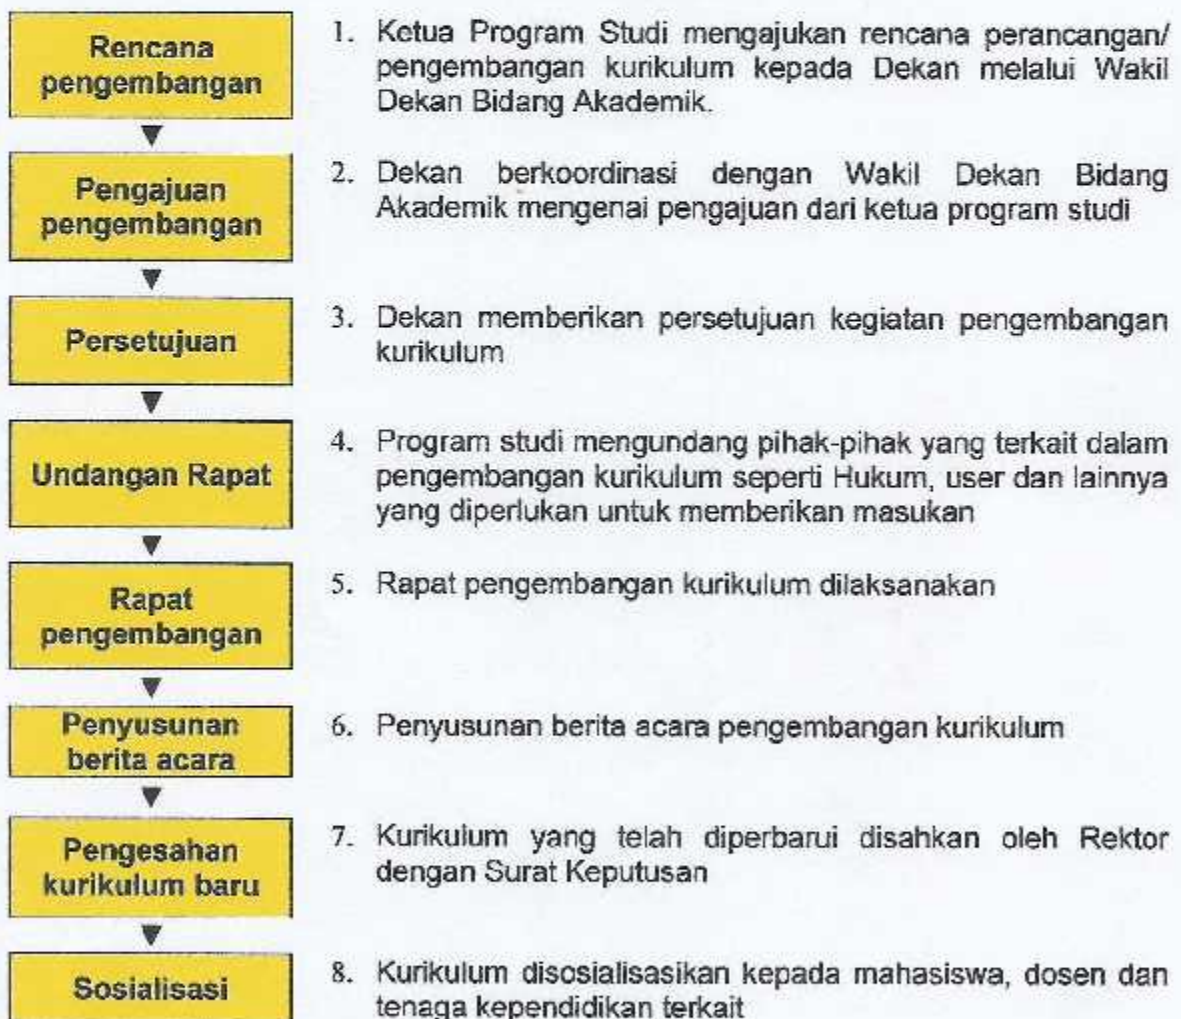 Rencana
pengembangan
1. Ketua Program Studi mengajukan rencana perancangan/
pengembangan kurikulum kepada Dekan melalui Wakil
Dekan Bidang Akademik.
Pengajuan
pengembangan
2. Dekan berkoordinasi dengan Wakil Dekan Bidang
Akademik mengenai pengajuan dari ketua program studi
Persetujuan
3. Dekan memberikan persetujuan kegiatan pengembangan
kurikulum
Undangan Rapat
4. Program studi mengundang pihak-pihak yang terkait dalam
pengembangan kurikulum seperti Hukum, user dan lainnya
yang diperlukan untuk memberikan masukan
Rapat
pengembangan
5. Rapat pengembangan kurikulum dilaksanakan
Penyusunan
berita acara
6. Penyusunan berita acara pengembangan kurikulum
Pengesahan
kurikulum baru
7. Kurikulum yang telah diperbarui disahkan oleh Rektor
dengan Surat Keputusan
Sosialisasi
8. Kurikulum disosialisasikan kepada mahasiswa, dosen dan
tenaga kependidikan terkait